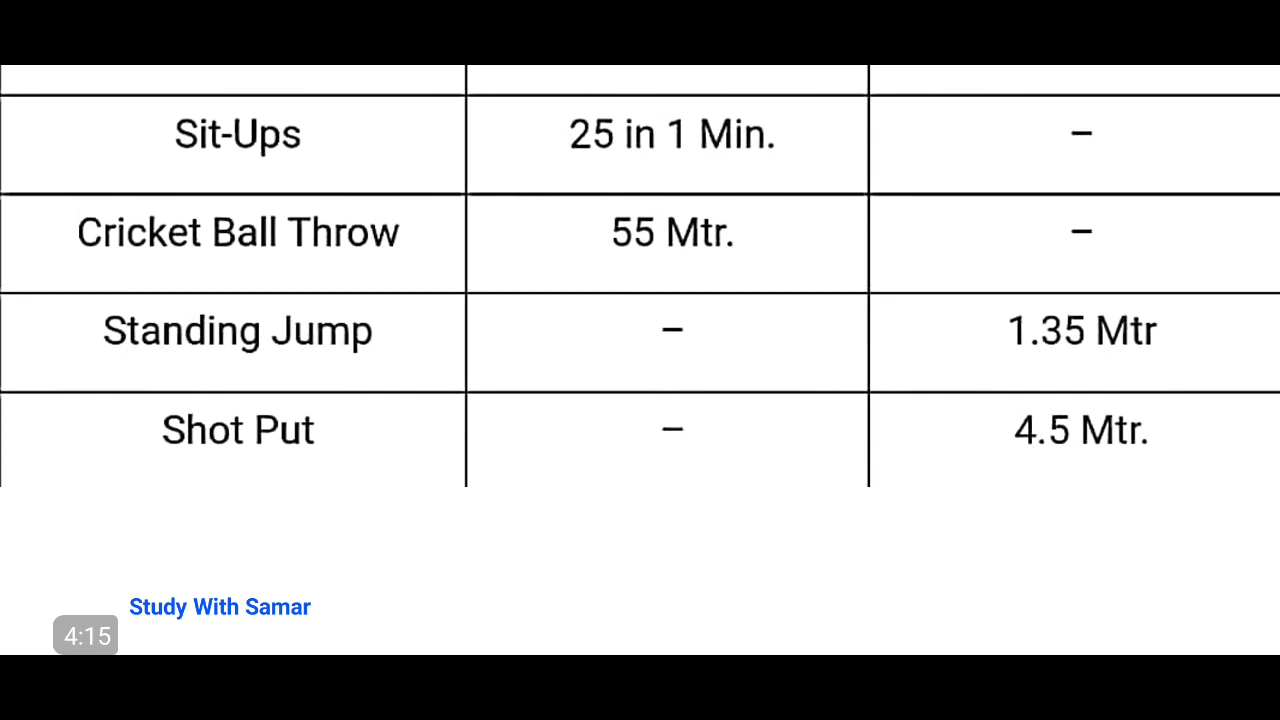 Sit-Ups 25 in 1 Min. –
Cricket Ball Throw 55 Mtr. –
Standing Jump – 1.35 Mtr
Shot Put – 4.5 Mtr.
Study With Samar
4:15